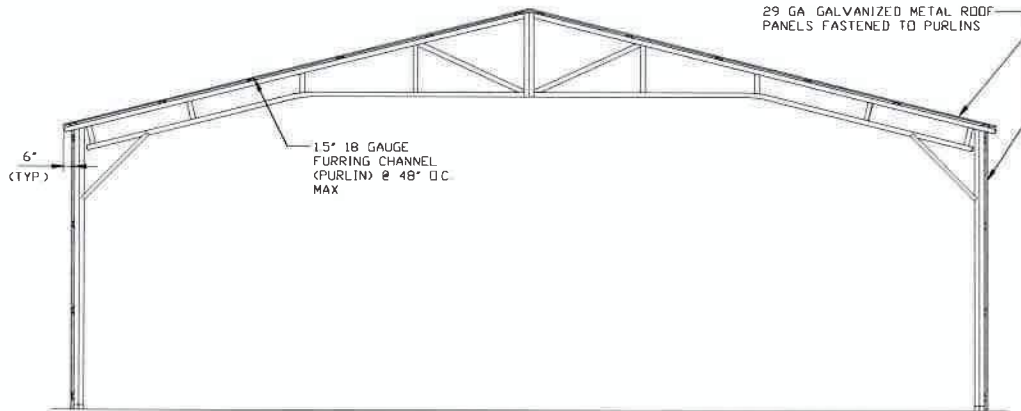 29 GA GALVANIZED METAL ROOF
PANELS FASTENED TO PURLINS
1.5" 18 GAUGE
FURRING CHANNEL
(PURLIN) @ 48" O.C.
MAX
6"
(TYP.)